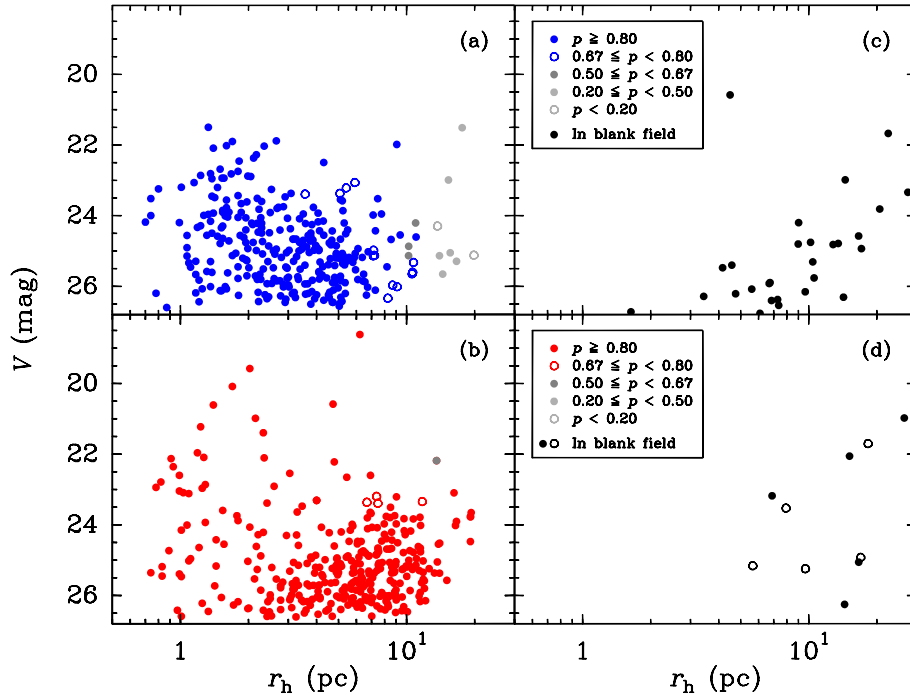 (a)
(c)
p ≥ 0.80
0.67 ≦ p < 0.80
0.50 ≦ p < 0.67
0.20 ≦ p < 0.50
p < 0.20
In blank field
20
22
24
26
V (mag)
(b)
(d)
p ≥ 0.80
0.67 ≦ p < 0.80
0.50 ≦ p < 0.67
0.20 ≦ p < 0.50
p < 0.20
In blank field
20
22
24
26
1
10¹
1
10¹
rₕ (pc)
rₕ (pc)